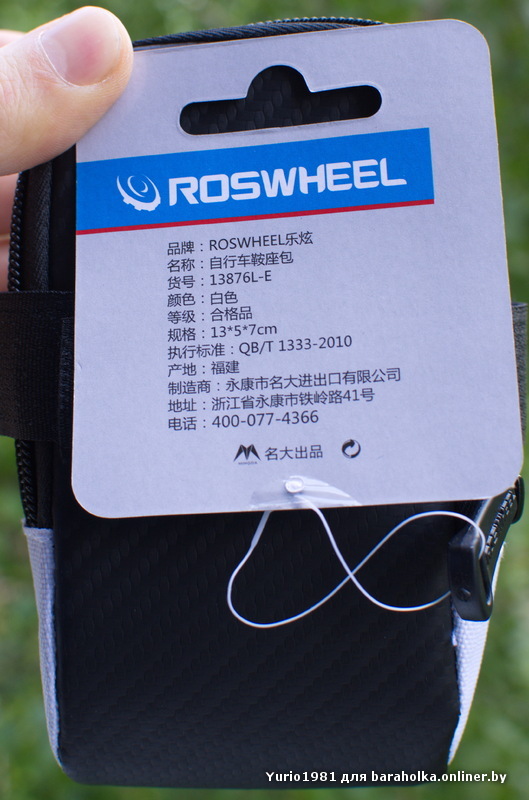 ROSWHEEL
品牌：ROSWHEEL乐炫
名称：自行车鞍座包
货号：13876L-E
颜色：白色
等级：合格品
规格：13*5*7cm
执行标准：QB/T 1333-2010
产地：福建
制造商：永康市名大进出口有限公司
地址：浙江省永康市铁岭路41号
电话：400-077-4366
MINGDA 名大出品
Yurio1981 для baraholka.onliner.by